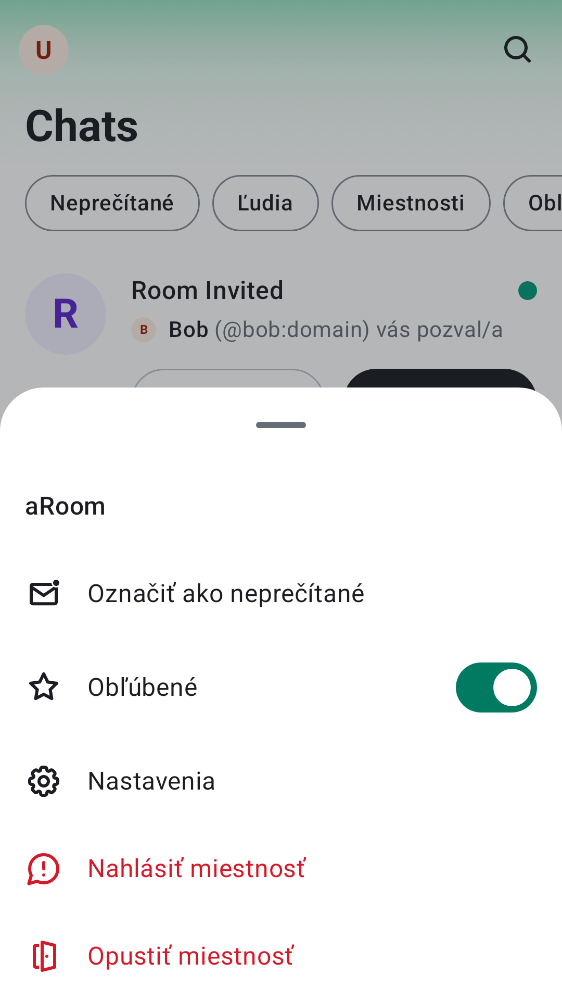 U
Chats
Neprečítané
Ľudia
Miestnosti
Obl
R
Room Invited
B Bob (@bob:domain) vás pozval/a
aRoom
Označiť ako neprečítané
Obľúbené
Nastavenia
Nahlásiť miestnosť
Opustiť miestnosť